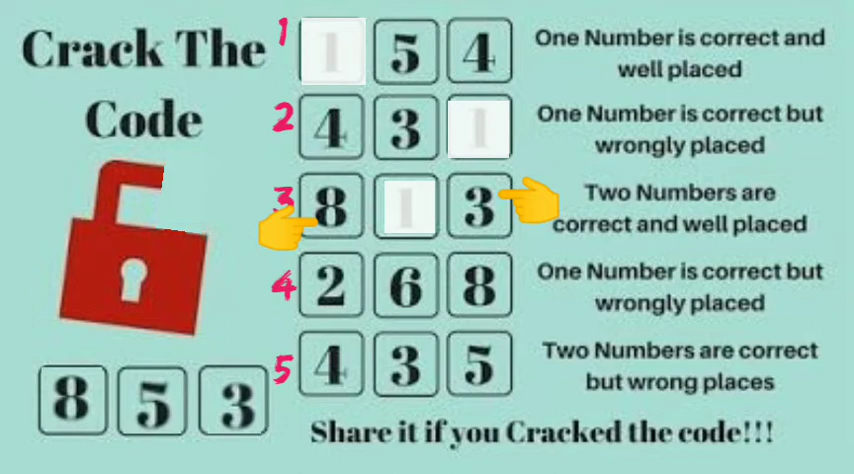 Crack The
Code
1 1 5 4
One Number is correct and
well placed
2 4 3 1
One Number is correct but
wrongly placed
3 8 1 3
Two Numbers are
correct and well placed
4 2 6 8
One Number is correct but
wrongly placed
5 4 3 5
Two Numbers are correct
but wrong places
8 5 3
Share it if you Cracked the code!!!